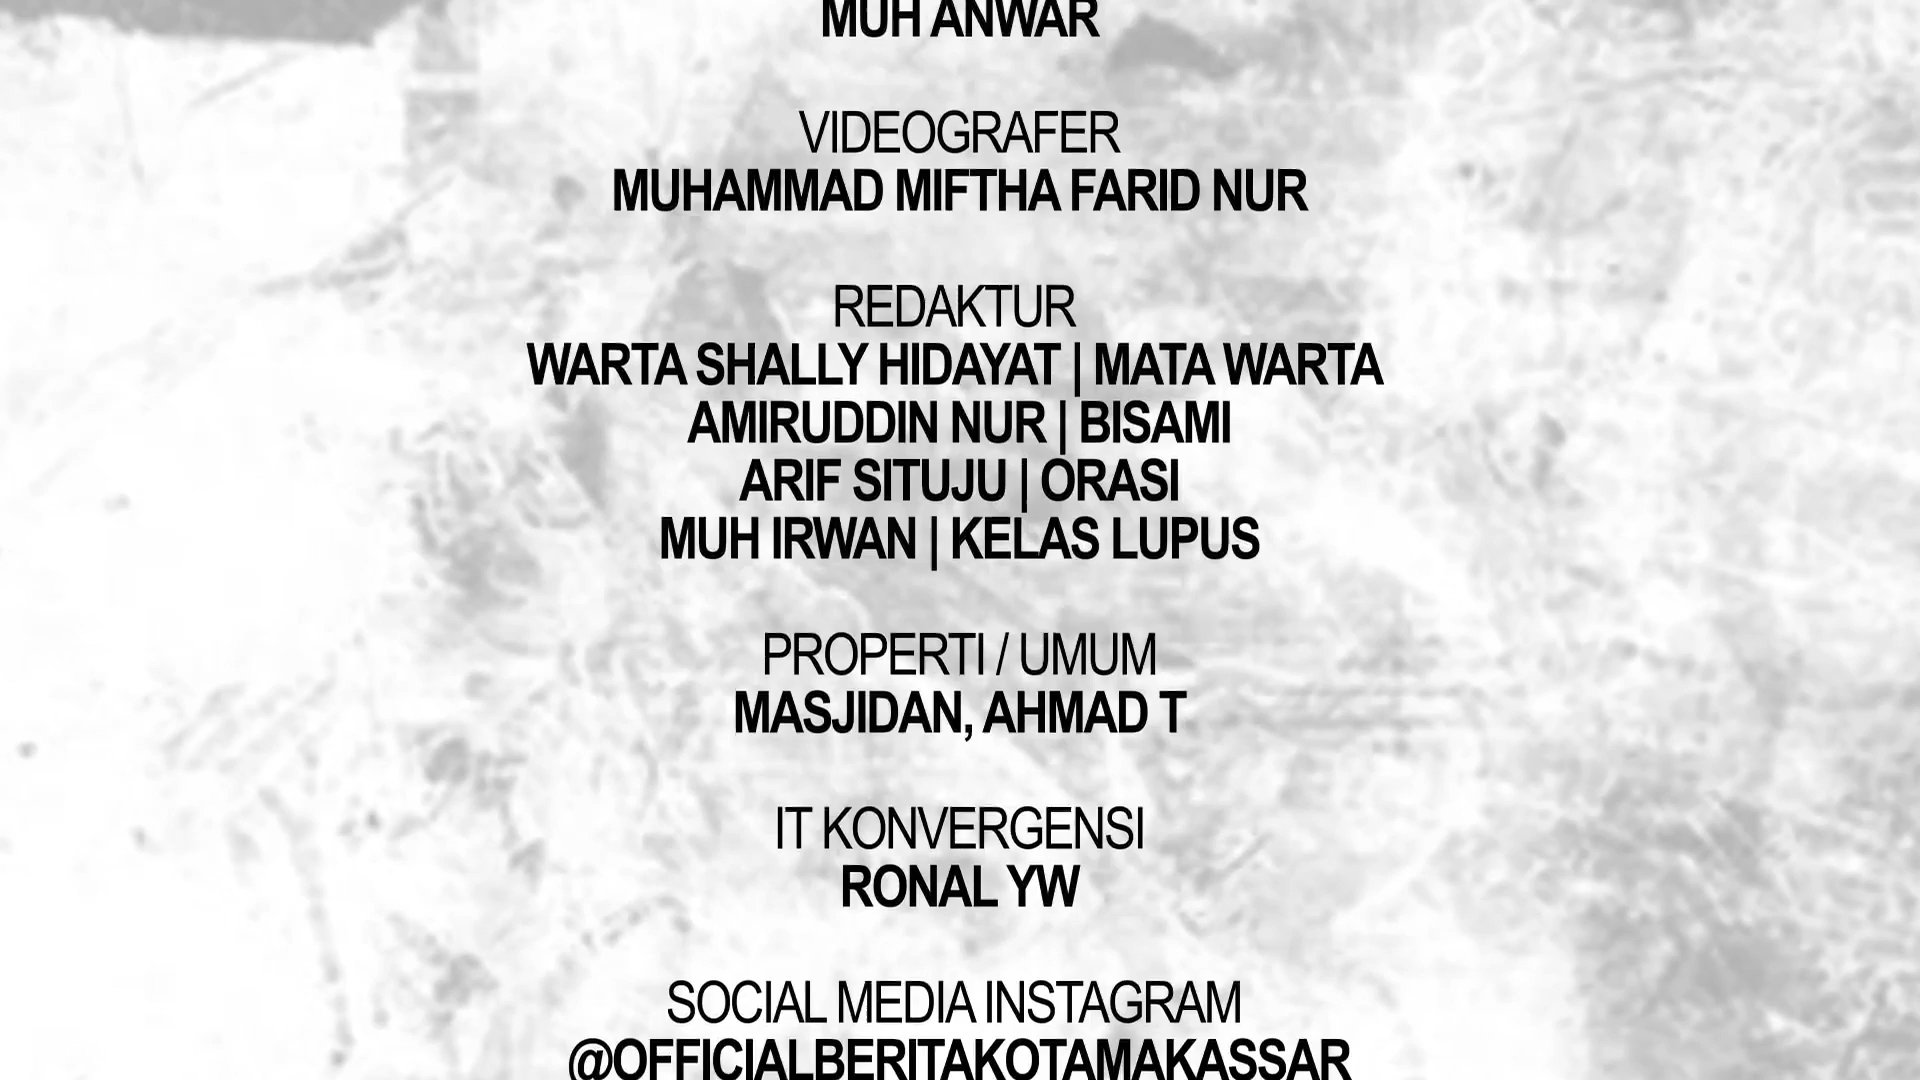 MUH ANWAR
VIDEOGRAFER
MUHAMMAD MIFTHA FARID NUR
REDAKTUR
WARTA SHALLY HIDAYAT | MATA WARTA
AMIRUDDIN NUR | BISAMI
ARIF SITUJU | ORASI
MUH IRWAN | KELAS LUPUS
PROPERTI / UMUM
MASJIDAN, AHMAD T
IT KONVERGENSI
RONAL YW
SOCIAL MEDIA INSTAGRAM
@OFFICIALBERITAKOTAMAKASSAR